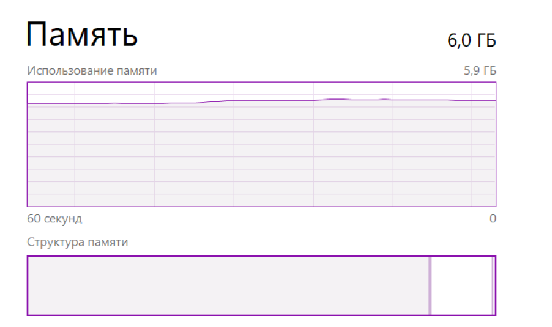 Память
6,0 ГБ
Использование памяти
5,9 ГБ
60 секунд
0
Структура памяти